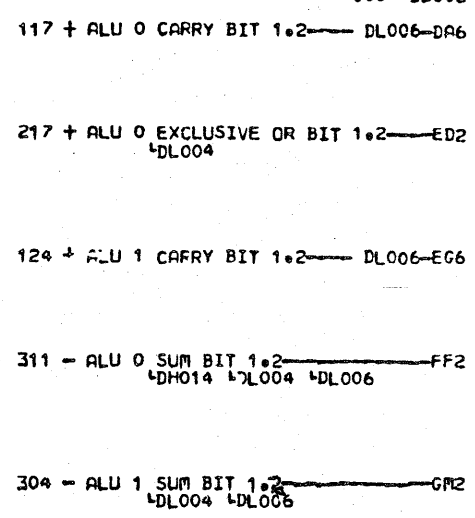 117 + ALU 0 CARRY BIT 1.2 DL006-DA6
217 + ALU 0 EXCLUSIVE OR BIT 1.2 ED2
DL004
124 + ALU 1 CARRY BIT 1.2 DL006-EG6
311 - ALU 0 SUM BIT 1.2 FF2
DH014 DL004 DL006
304 - ALU 1 SUM BIT 1.2 GM2
DL004 DL006